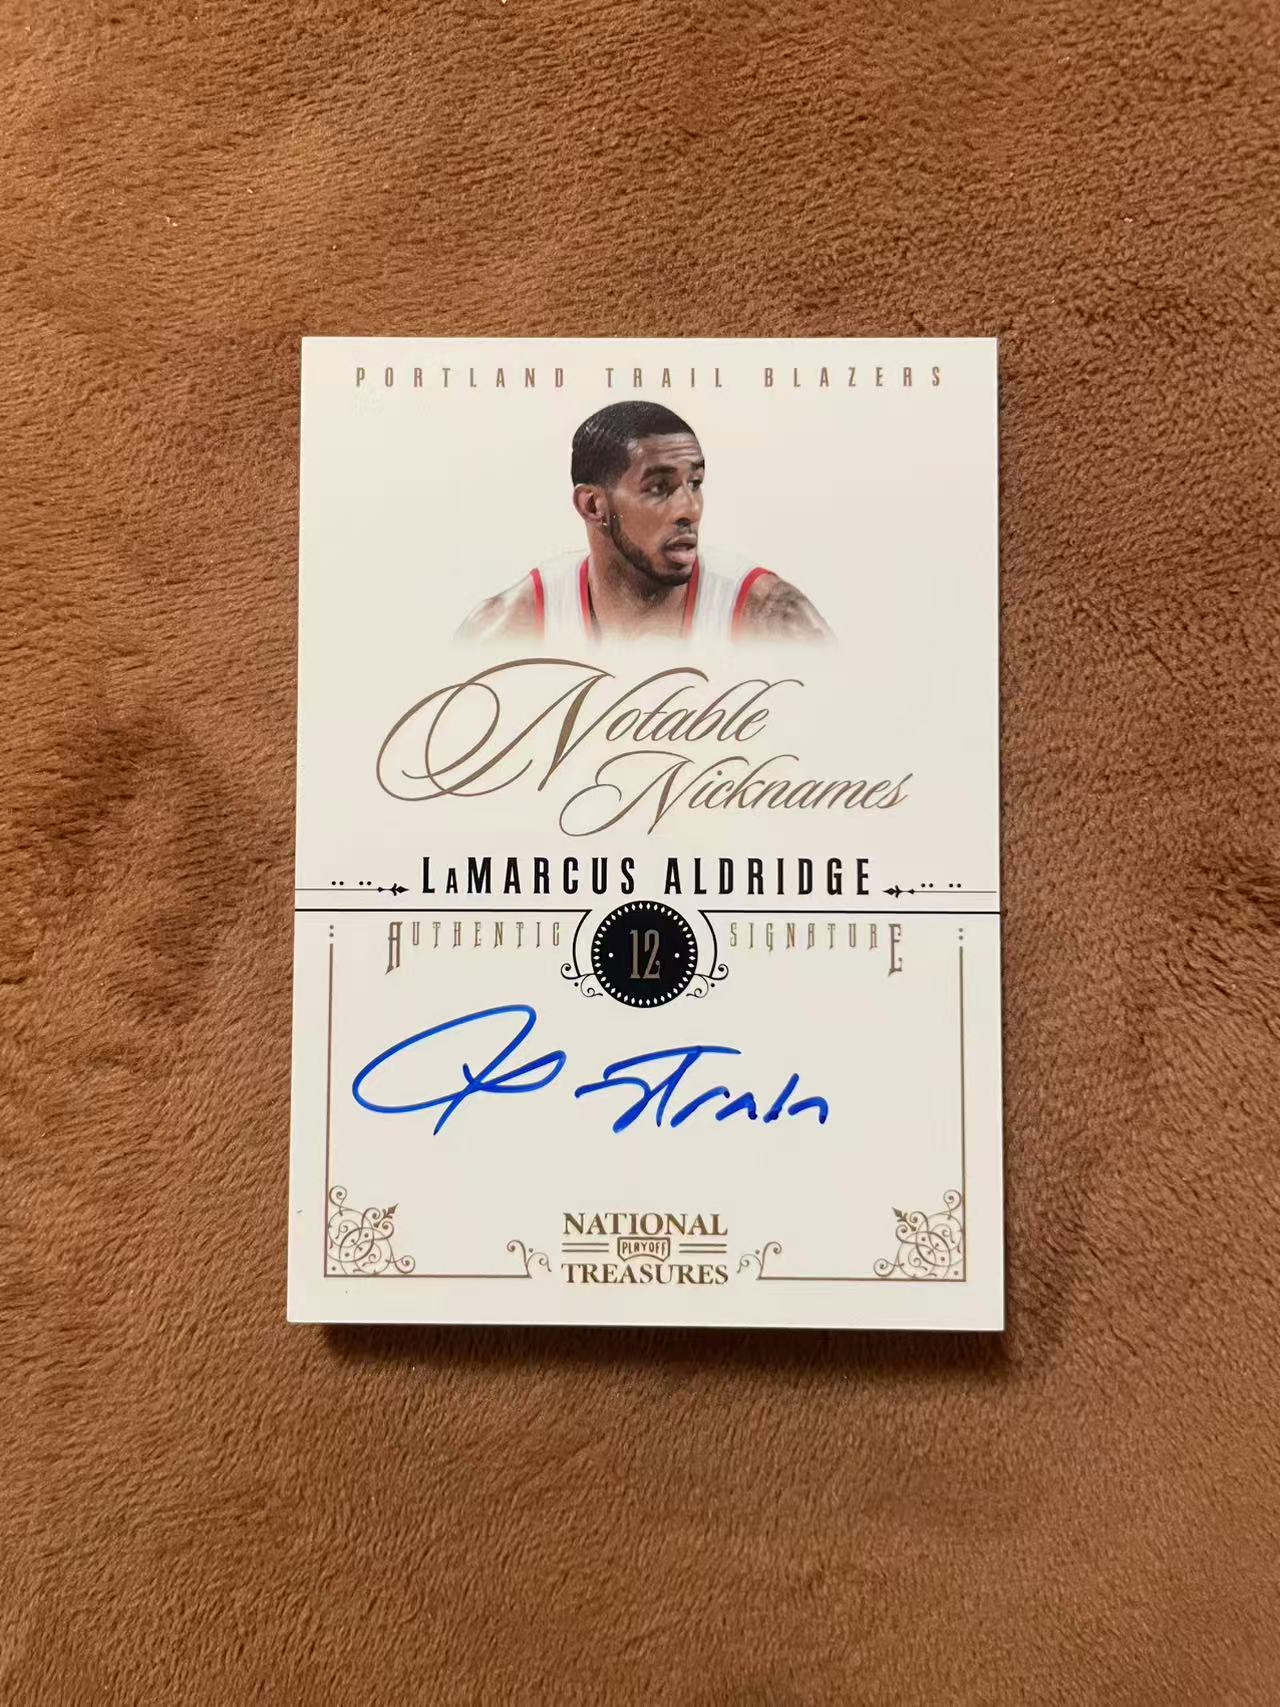 PORTLAND TRAIL BLAZERS
Notable
Nicknames
LaMARCUS ALDRIDGE
AUTHENTIC 12 SIGNATURE
NATIONAL
PLAYOFF
TREASURES